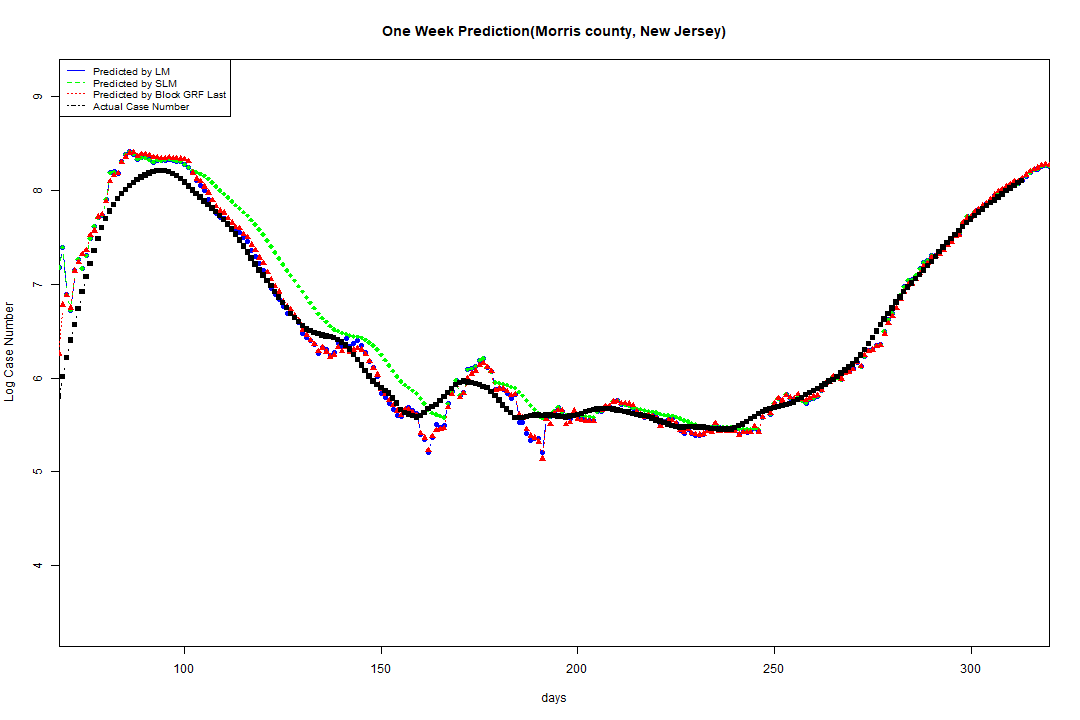 One Week Prediction(Morris county, New Jersey)
Predicted by LM
Predicted by SLM
Predicted by Block GRF Last
Actual Case Number
9
8
7
6
5
4
Log Case Number
100
150
200
250
300
days